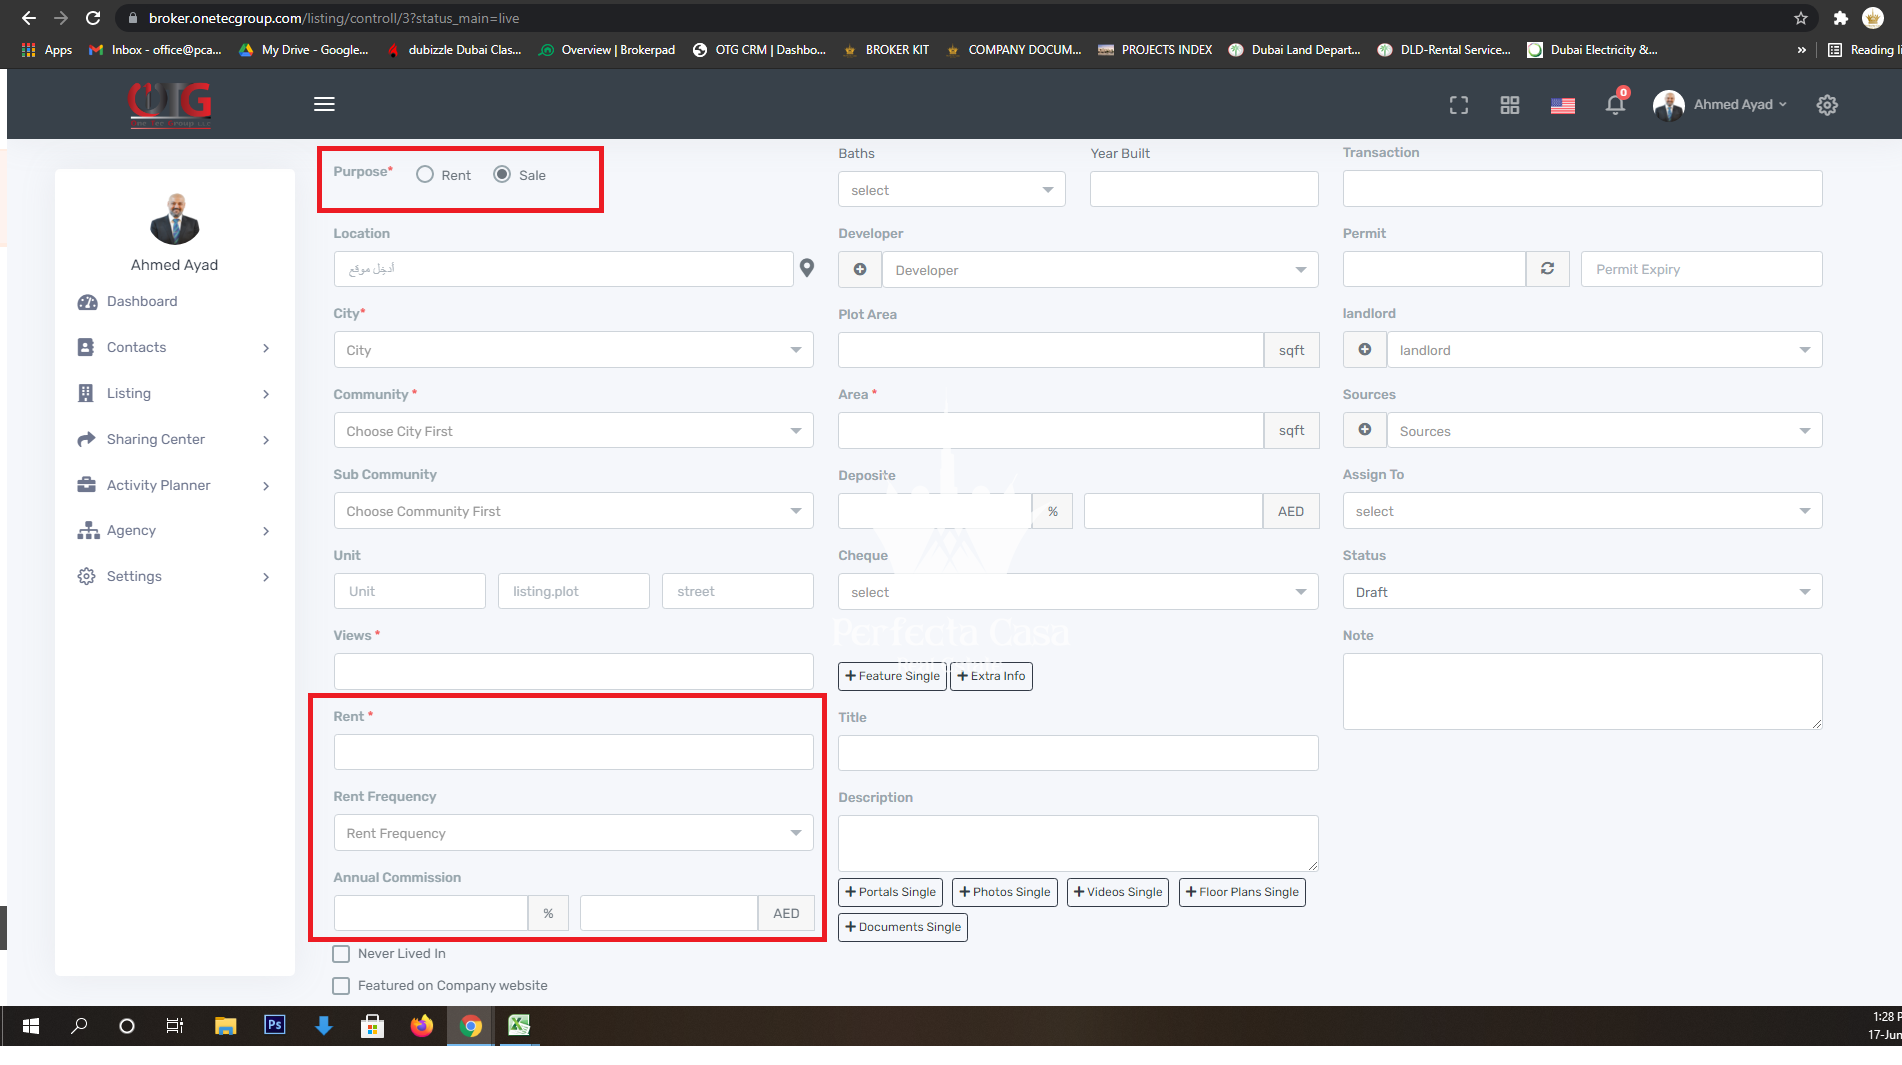 broker.onetecgroup.com/listing/controll/3?status_main=live
Apps
Inbox - office@pca...
My Drive - Google...
dubizzle Dubai Clas...
Overview | Brokerpad
OTG CRM | Dashbo...
BROKER KIT
COMPANY DOCUM...
PROJECTS INDEX
Dubai Land Depart...
DLD-Rental Service...
Dubai Electricity &...
»
Reading li
OTG
0
Ahmed Ayad
Ahmed Ayad
Dashboard
Contacts
Listing
Sharing Center
Activity Planner
Agency
Settings
Purpose*
Rent
Sale
Location
أدخِل موقع
City*
City
Community *
Choose City First
Sub Community
Choose Community First
Unit
Unit
listing.plot
street
Views *
Rent *
Rent Frequency
Rent Frequency
Annual Commission
%
AED
Never Lived In
Featured on Company website
Baths
Year Built
select
Developer
Developer
Plot Area
sqft
Area *
sqft
Deposite
%
AED
Cheque
select
Perfecta Casa
+ Feature Single
+ Extra Info
Title
Description
+ Portals Single
+ Photos Single
+ Videos Single
+ Floor Plans Single
+ Documents Single
Transaction
Permit
Permit Expiry
landlord
landlord
Sources
Sources
Assign To
select
Status
Draft
Note
Ps
1:28 P
17-Jun